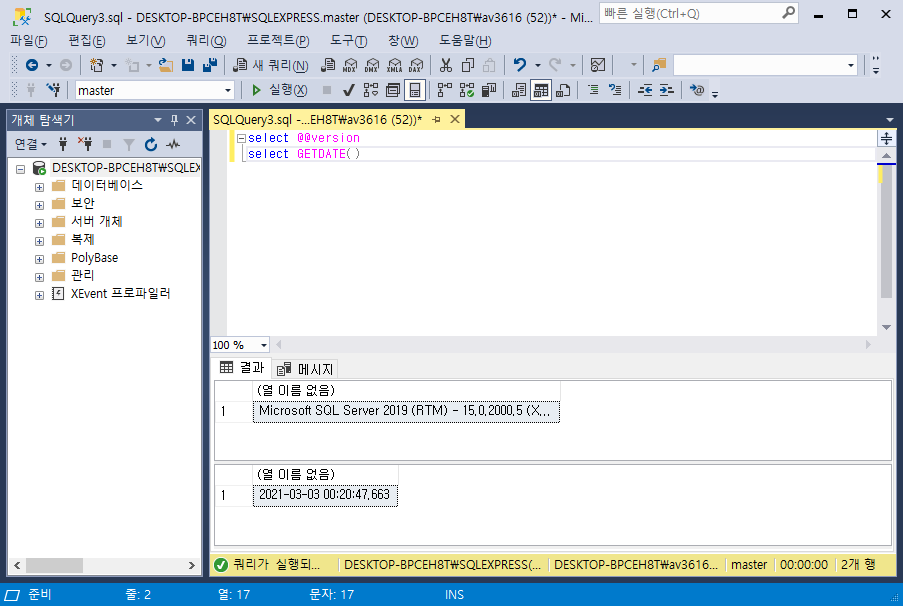 SQLQuery3.sql - DESKTOP-BPCEH8T₩SQLEXPRESS.master (DESKTOP-BPCEH8T₩av3616 (52))* - Mi...
빠른 실행(Ctrl+Q)
파일(F) 편집(E) 보기(V) 쿼리(Q) 프로젝트(P) 도구(T) 창(W) 도움말(H)
새 쿼리(N) MDX DMX XMLA DAX
master 실행(X)
개체 탐색기
SQLQuery3.sql -...EH8T₩av3616 (52))*
연결
DESKTOP-BPCEH8T₩SQLEX
데이터베이스
보안
서버 개체
복제
PolyBase
관리
XEvent 프로파일러
select @@version
select GETDATE()
100 %
결과 메시지
(열 이름 없음)
1 Microsoft SQL Server 2019 (RTM) - 15.0.2000.5 (X...
(열 이름 없음)
1 2021-03-03 00:20:47.663
쿼리가 실행되... DESKTOP-BPCEH8T₩SQLEXPRESS(... DESKTOP-BPCEH8T₩av3616... master 00:00:00 2개 행
준비 줄: 2 열: 17 문자: 17 INS